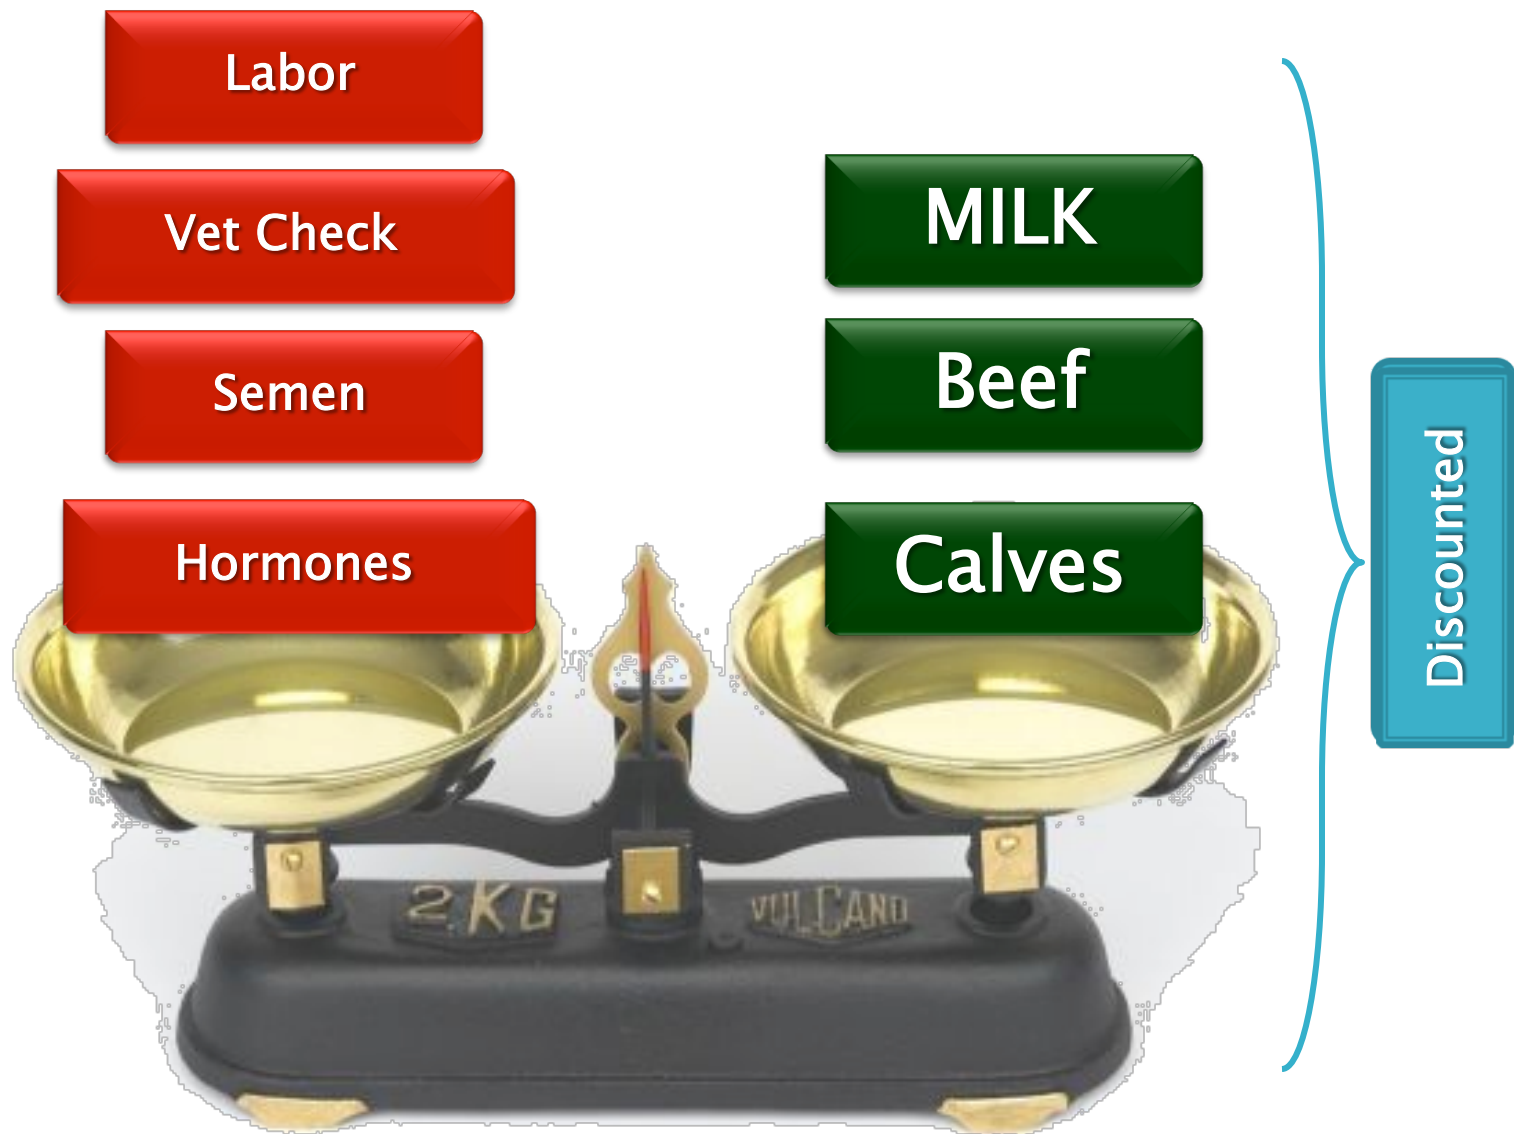 Labor
Vet Check
Semen
Hormones
MILK
Beef
Calves
Discounted
2KG
VULCANO